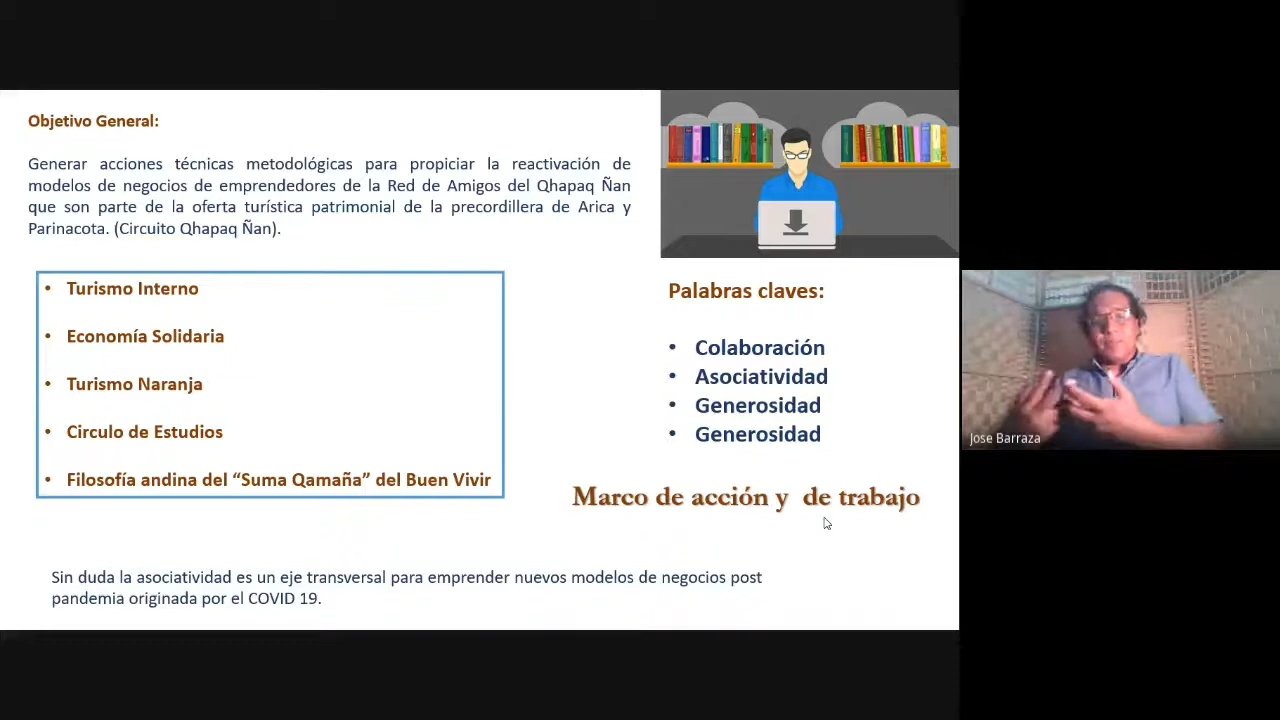 Objetivo General:
Generar acciones técnicas metodológicas para propiciar la reactivación de
modelos de negocios de emprendedores de la Red de Amigos del Qhapaq Ñan
que son parte de la oferta turística patrimonial de la precordillera de Arica y
Parinacota. (Circuito Qhapaq Ñan).
• Turismo Interno
• Economía Solidaria
• Turismo Naranja
• Circulo de Estudios
• Filosofía andina del “Suma Qamaña” del Buen Vivir
Palabras claves:
• Colaboración
• Asociatividad
• Generosidad
• Generosidad
Marco de acción y de trabajo
Sin duda la asociatividad es un eje transversal para emprender nuevos modelos de negocios post
pandemia originada por el COVID 19.
Jose Barraza